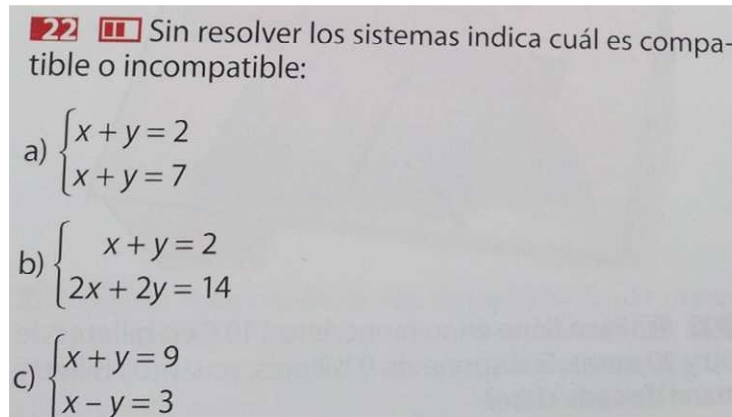 22 Sin resolver los sistemas indica cuál es compa-
tible o incompatible:
a) { x + y = 2
x + y = 7
b) { x + y = 2
2x + 2y = 14
c) { x + y = 9
x − y = 3